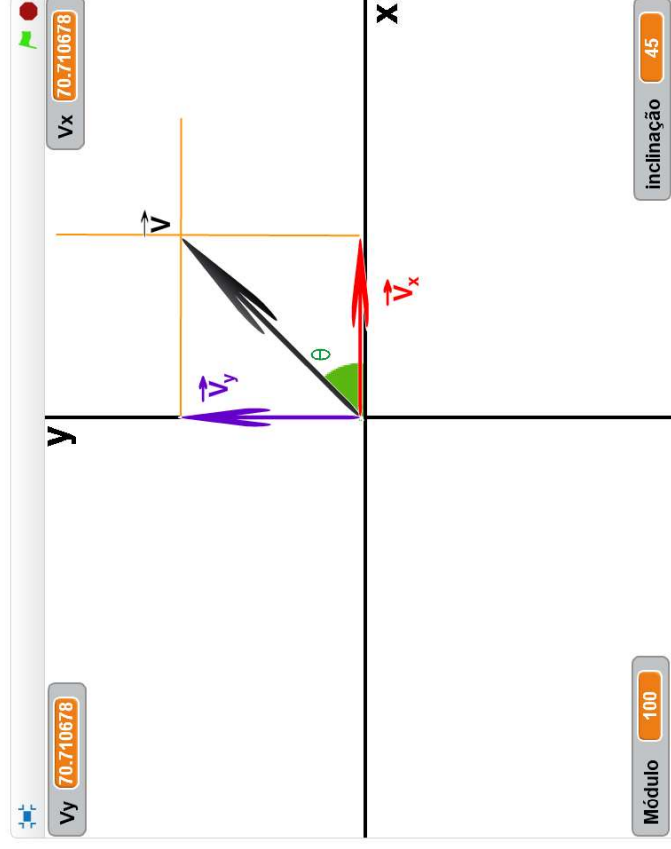 Vy 70.710678
Vx 70.710678
y
V
Vy
θ
Vx
x
Módulo 100
inclinação 45